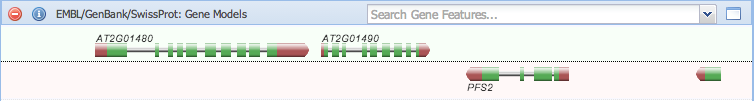 EMBL/GenBank/SwissProt: Gene Models
Search Gene Features...
AT2G01480
AT2G01490
PFS2